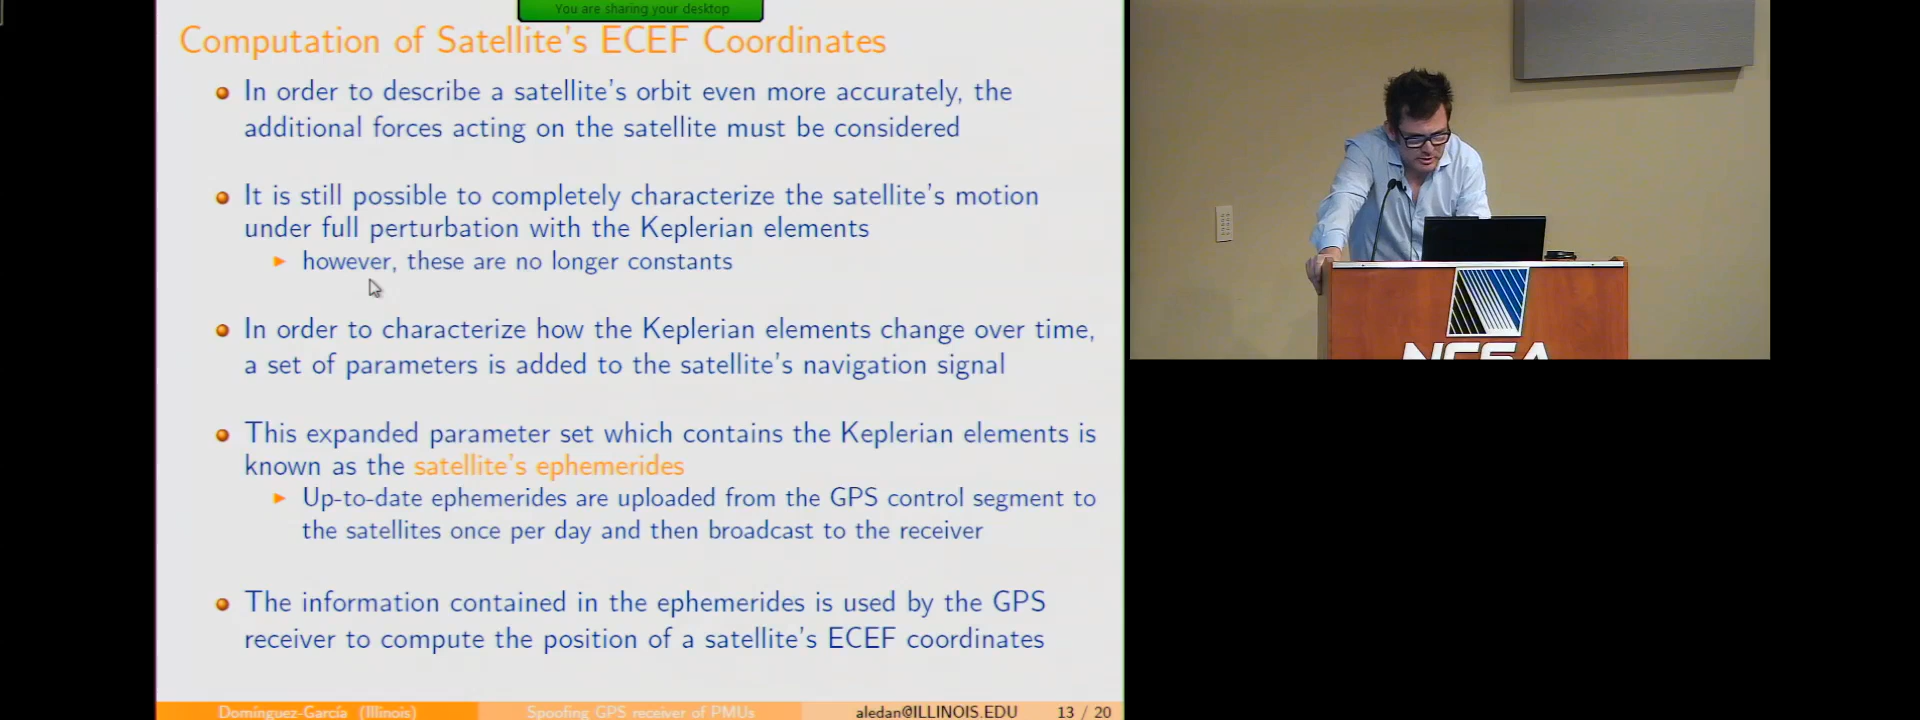 You are sharing your desktop
Computation of Satellite's ECEF Coordinates
In order to describe a satellite's orbit even more accurately, the
additional forces acting on the satellite must be considered
It is still possible to completely characterize the satellite's motion
under full perturbation with the Keplerian elements
however, these are no longer constants
In order to characterize how the Keplerian elements change over time,
a set of parameters is added to the satellite's navigation signal
This expanded parameter set which contains the Keplerian elements is
known as the satellite's ephemerides
Up-to-date ephemerides are uploaded from the GPS control segment to
the satellites once per day and then broadcast to the receiver
The information contained in the ephemerides is used by the GPS
receiver to compute the position of a satellite's ECEF coordinates
Domínguez-García (Illinois) Spoofing GPS receiver of PMUs aledan@ILLINOIS.EDU 13 / 20
NCSA